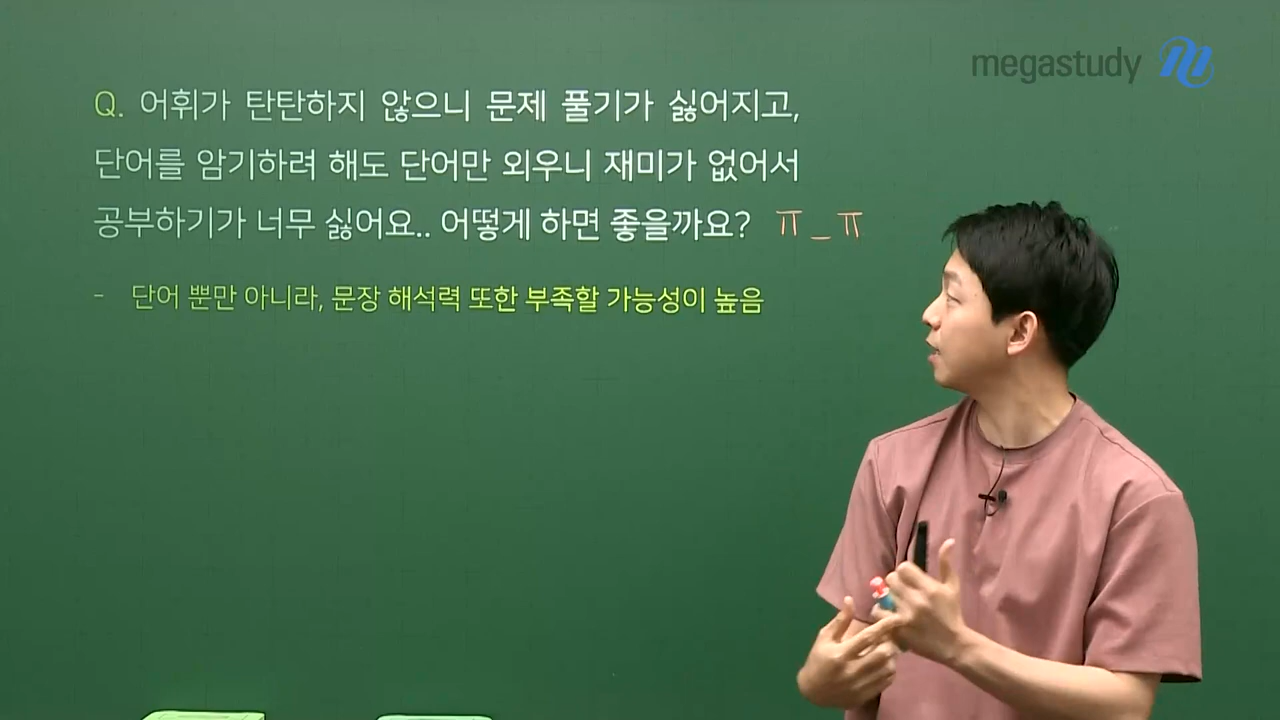 megastudy
Q. 어휘가 탄탄하지 않으니 문제 풀기가 싫어지고,
단어를 암기하려 해도 단어만 외우니 재미가 없어서
공부하기가 너무 싫어요.. 어떻게 하면 좋을까요? ㅠ_ㅠ
- 단어 뿐만 아니라, 문장 해석력 또한 부족할 가능성이 높음